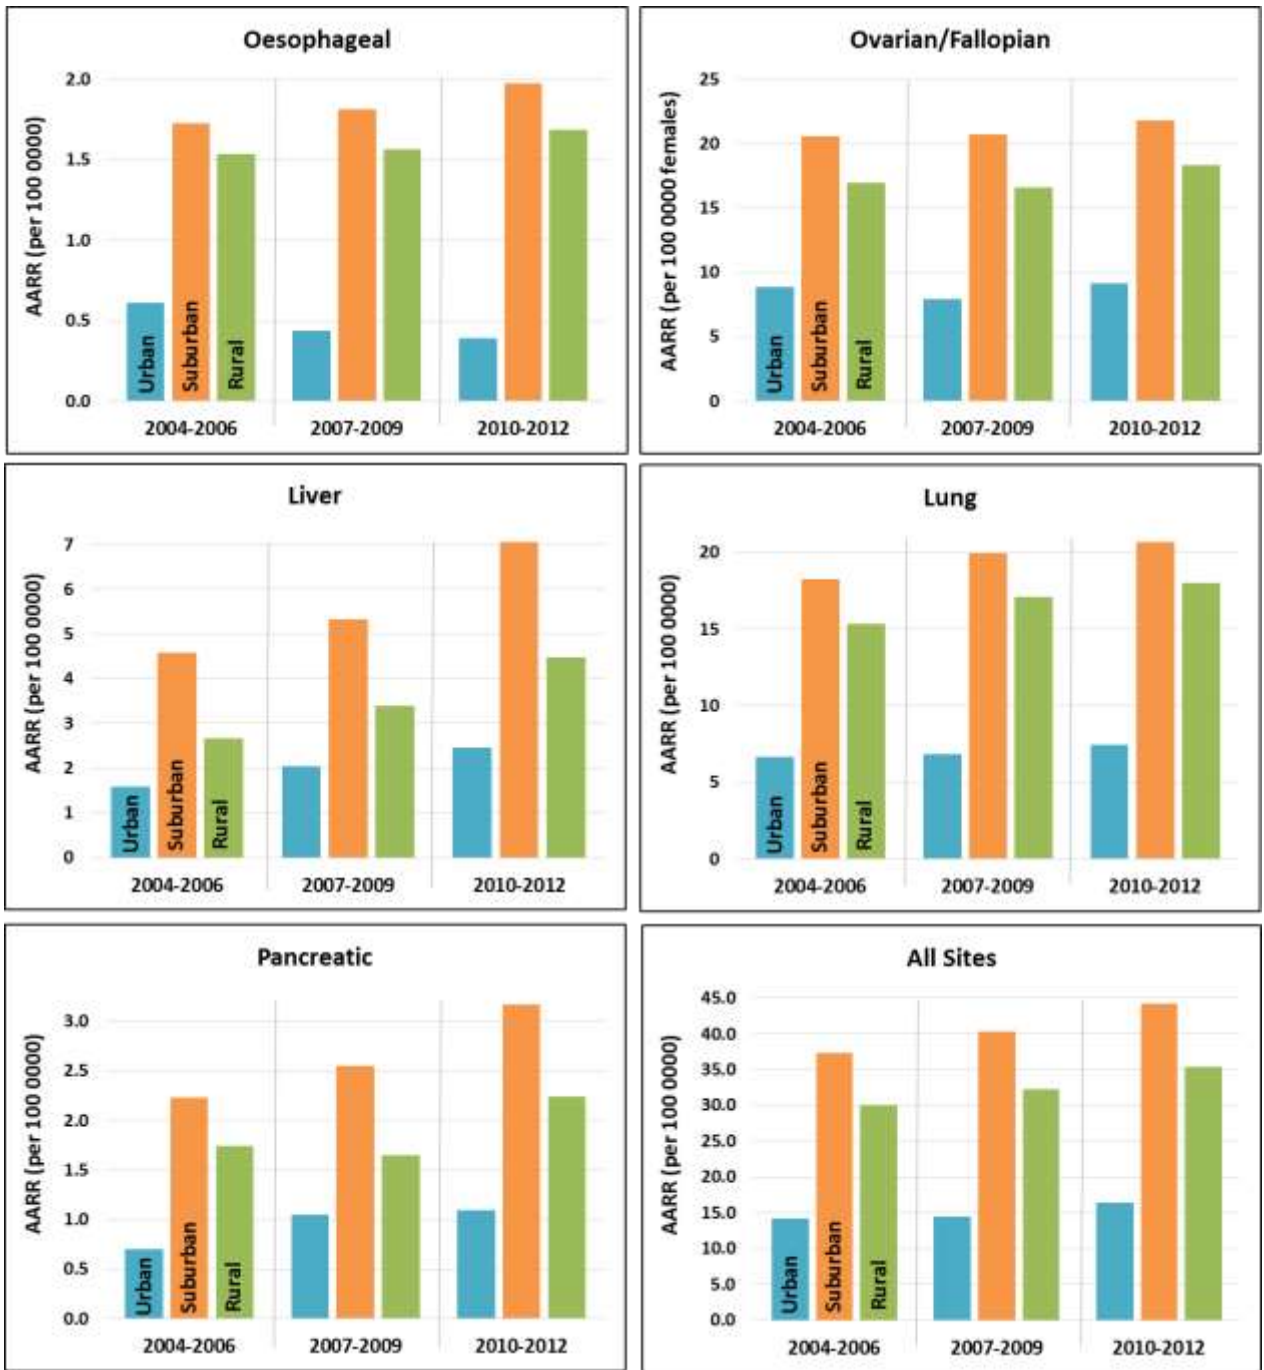 Oesophageal
AARR (per 100 0000)
2.0
1.5
1.0
0.5
0.0
Urban
Suburban
Rural
2004-2006
2007-2009
2010-2012
Ovarian/Fallopian
AARR (per 100 0000 females)
25
20
15
10
5
0
Urban
Suburban
Rural
2004-2006
2007-2009
2010-2012
Liver
AARR (per 100 0000)
7
6
5
4
3
2
1
0
Urban
Suburban
Rural
2004-2006
2007-2009
2010-2012
Lung
AARR (per 100 0000)
20
15
10
5
0
Urban
Suburban
Rural
2004-2006
2007-2009
2010-2012
Pancreatic
AARR (per 100 0000)
3.0
2.5
2.0
1.5
1.0
0.5
0.0
Urban
Suburban
Rural
2004-2006
2007-2009
2010-2012
All Sites
AARR (per 100 0000)
45.0
40.0
35.0
30.0
25.0
20.0
15.0
10.0
5.0
0.0
Urban
Suburban
Rural
2004-2006
2007-2009
2010-2012